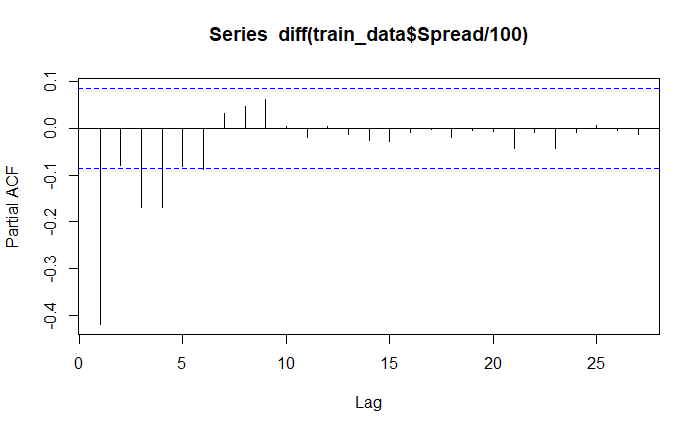 Series diff(train_data$Spread/100)
Partial ACF
0.1
0.0
-0.1
-0.2
-0.3
-0.4
0 5 10 15 20 25
Lag